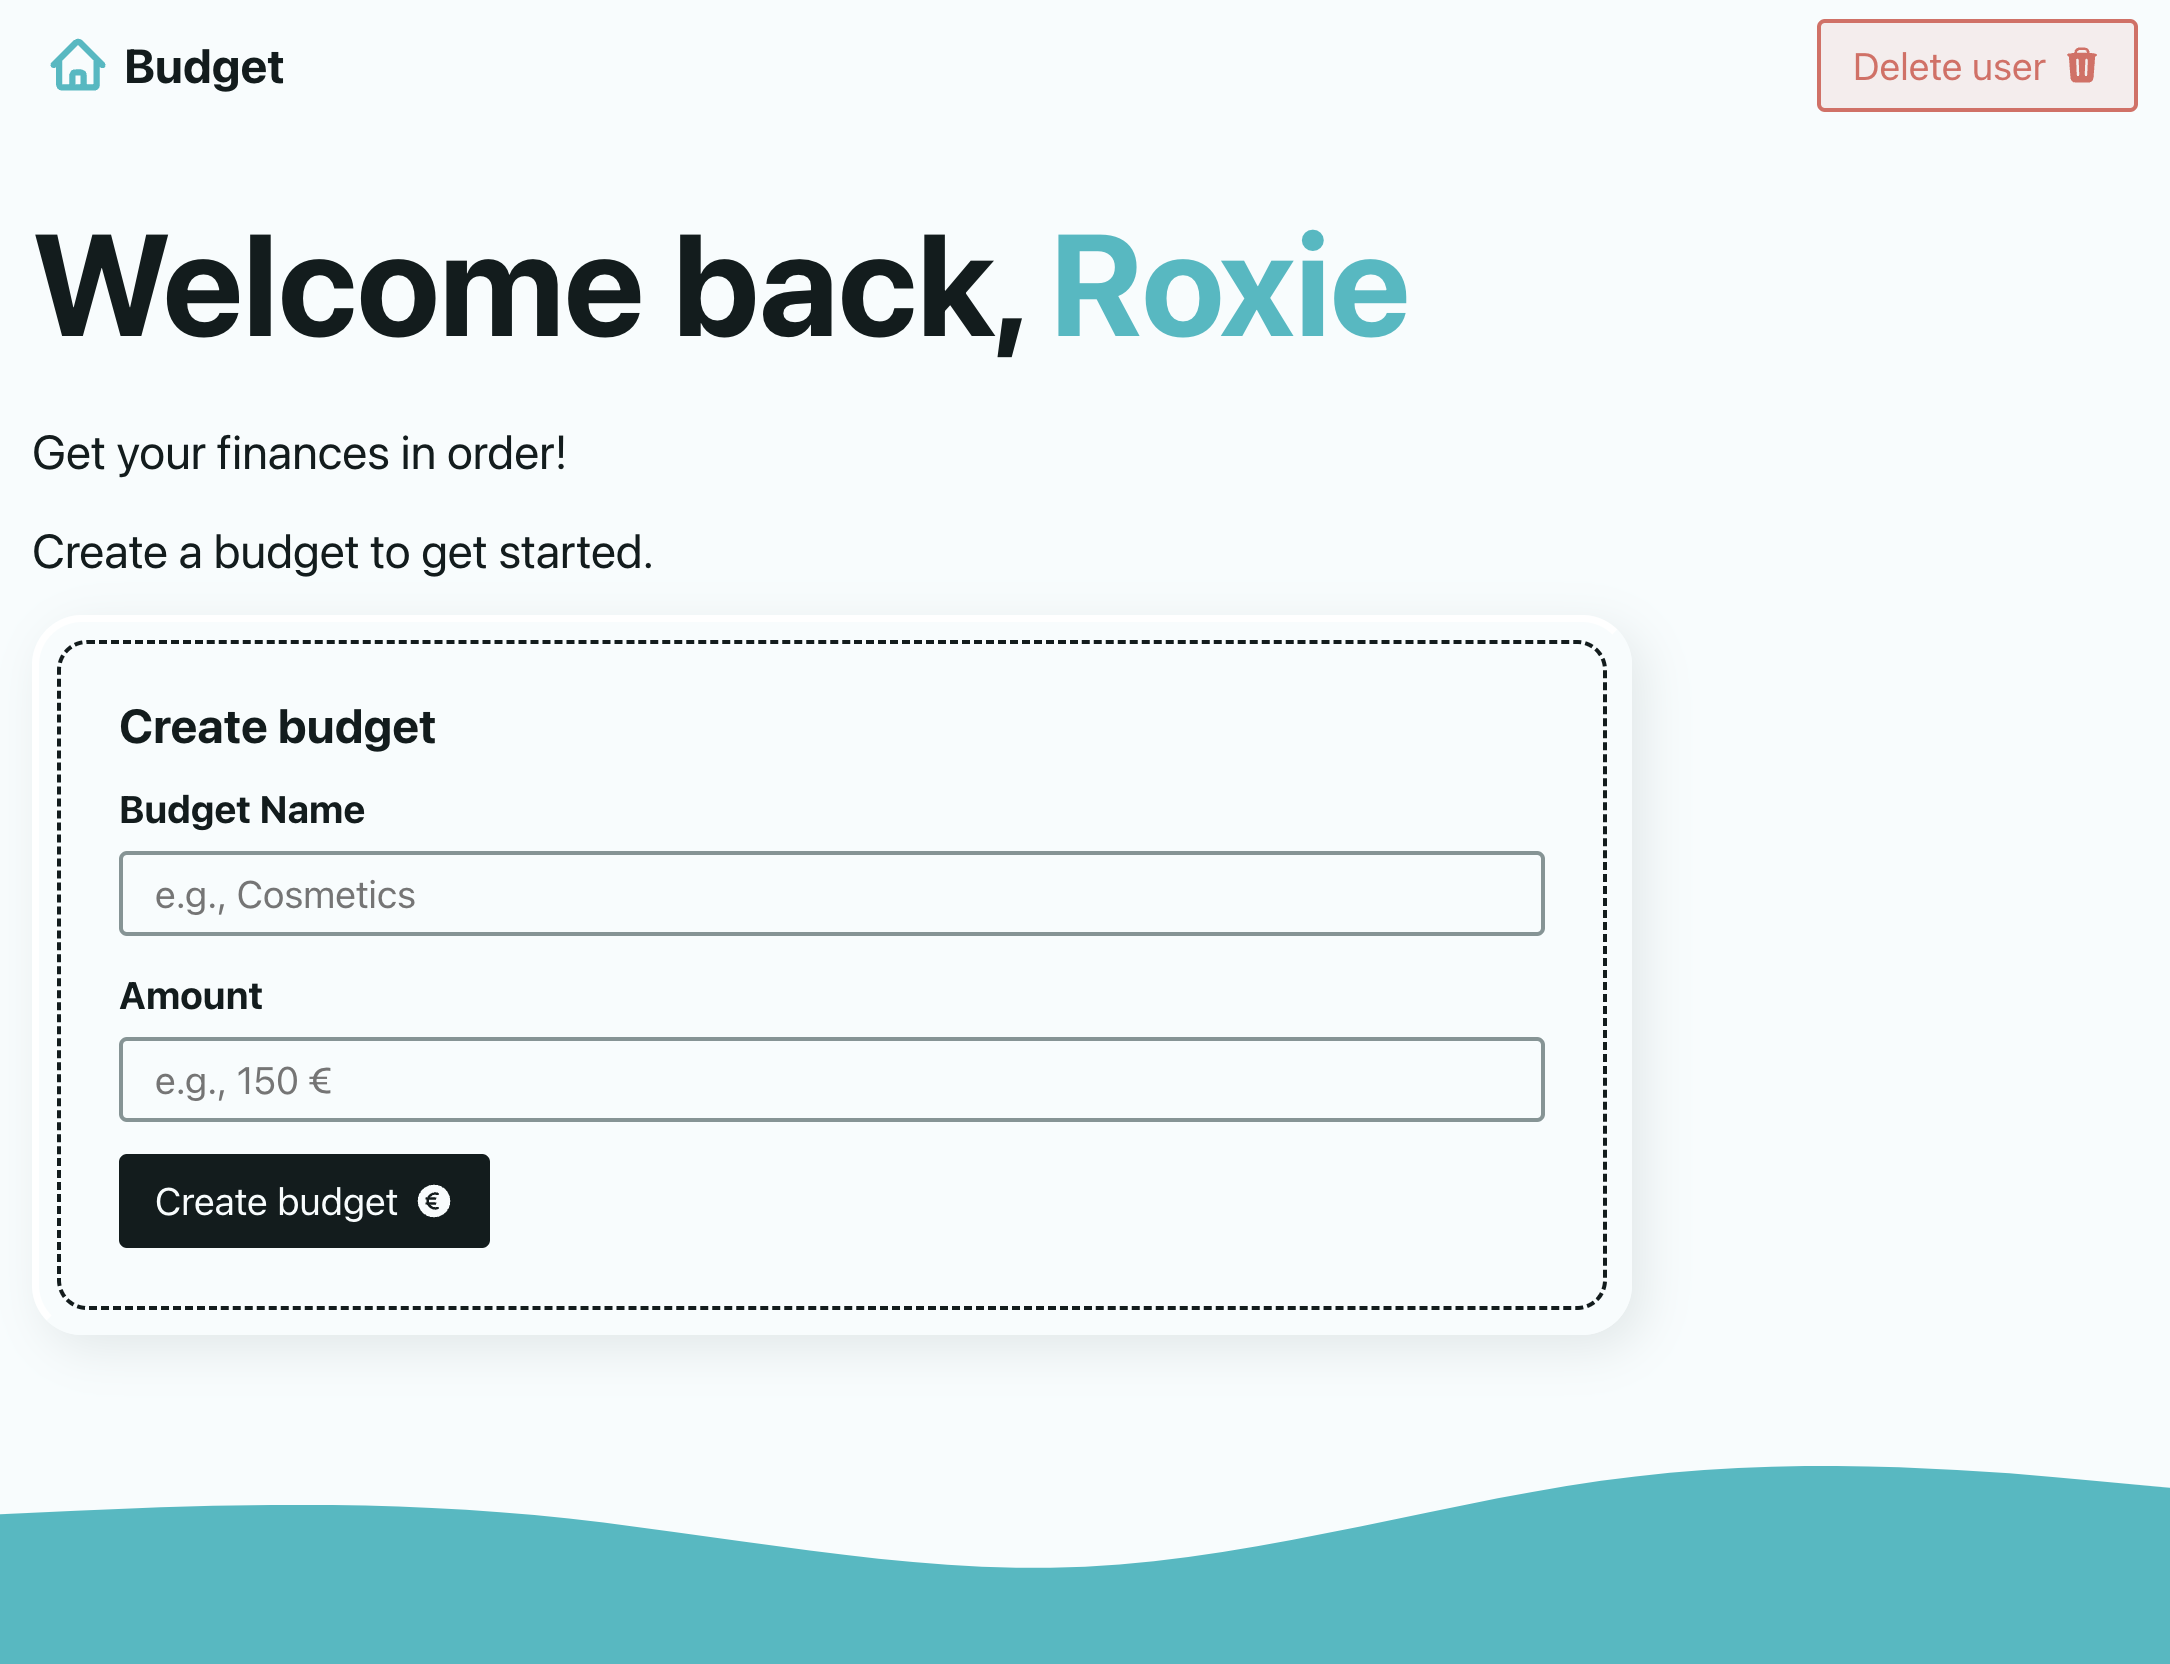 Budget
Delete user
Welcome back, Roxie
Get your finances in order!
Create a budget to get started.
Create budget
Budget Name
e.g., Cosmetics
Amount
e.g., 150 €
Create budget €